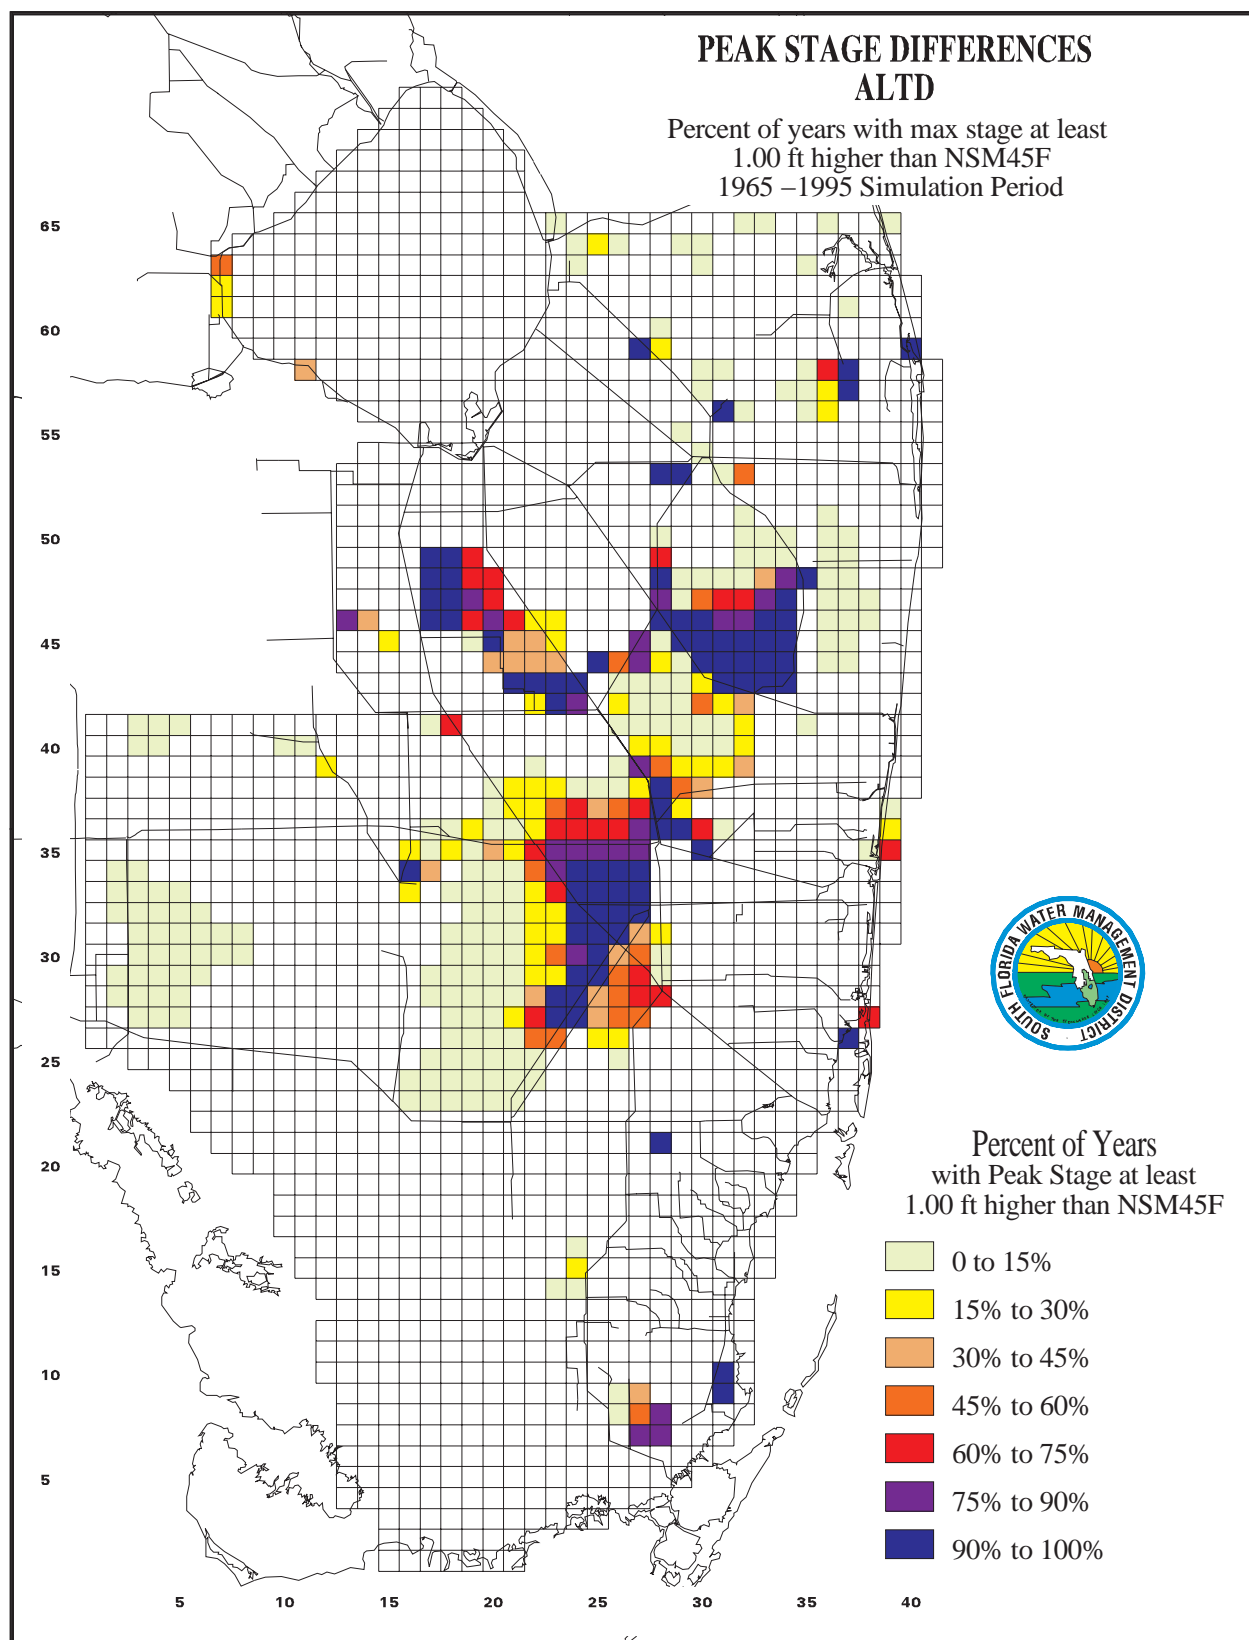 PEAK STAGE DIFFERENCES
ALTD
Percent of years with max stage at least
1.00 ft higher than NSM45F
1965 –1995 Simulation Period
65
60
55
50
45
40
35
30
25
20
15
10
5
SOUTH FLORIDA WATER MANAGEMENT DISTRICT
Percent of Years
with Peak Stage at least
1.00 ft higher than NSM45F
0 to 15%
15% to 30%
30% to 45%
45% to 60%
60% to 75%
75% to 90%
90% to 100%
5 10 15 20 25 30 35 40